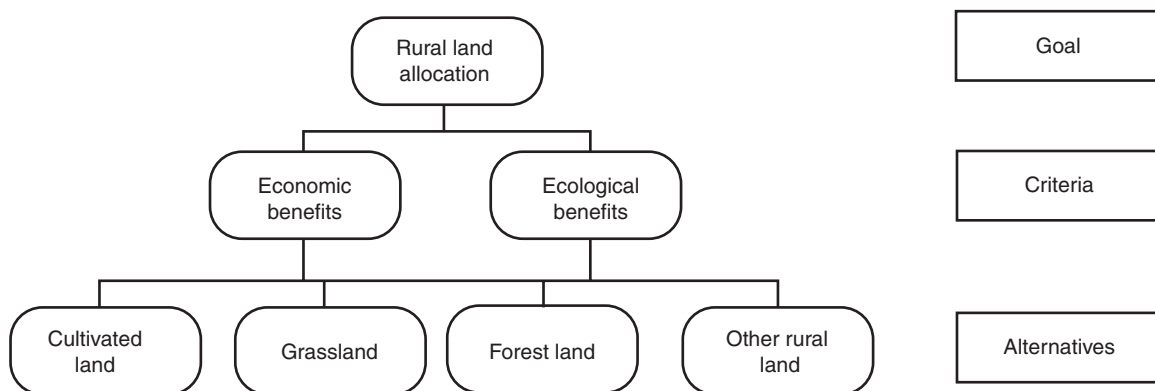 Rural land
allocation
Goal
Economic
benefits
Ecological
benefits
Criteria
Cultivated
land
Grassland
Forest land
Other rural
land
Alternatives